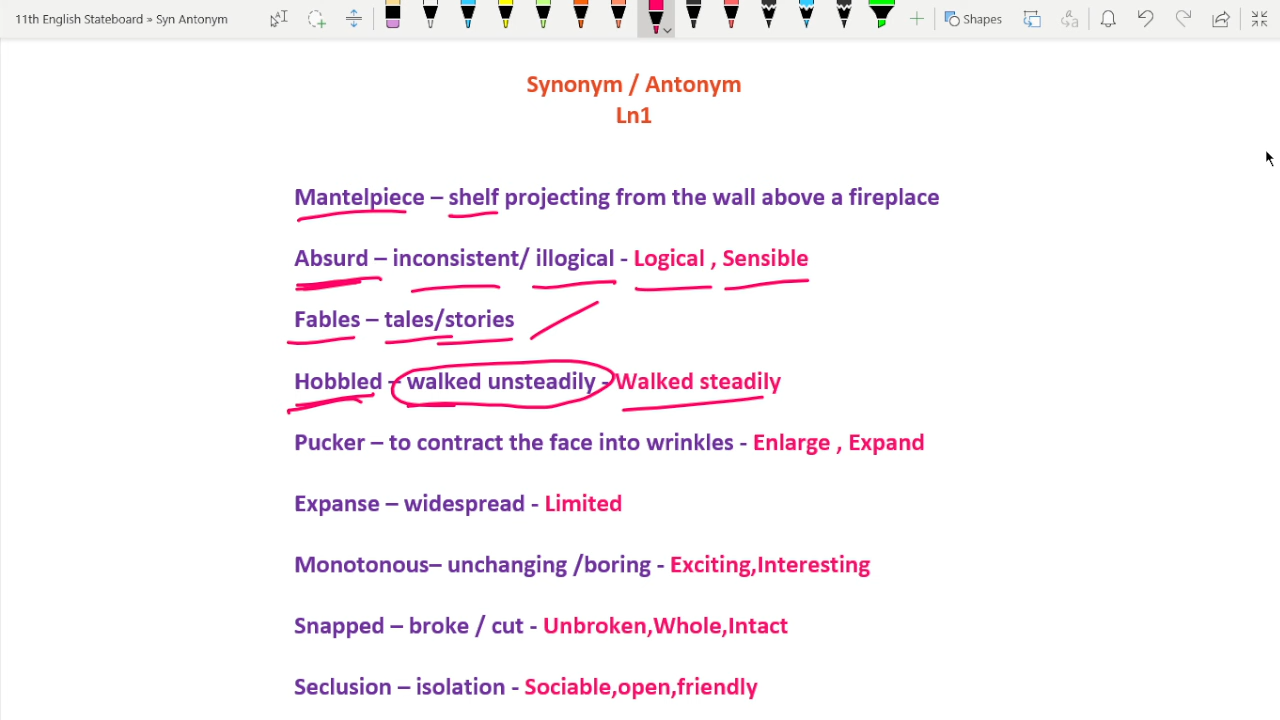 11th English Stateboard » Syn Antonym
Shapes
Synonym / Antonym
Ln1
Mantelpiece – shelf projecting from the wall above a fireplace
Absurd – inconsistent/ illogical - Logical , Sensible
Fables – tales/stories
Hobbled – walked unsteadily - Walked steadily
Pucker – to contract the face into wrinkles - Enlarge , Expand
Expanse – widespread - Limited
Monotonous– unchanging /boring - Exciting,Interesting
Snapped – broke / cut - Unbroken,Whole,Intact
Seclusion – isolation - Sociable,open,friendly